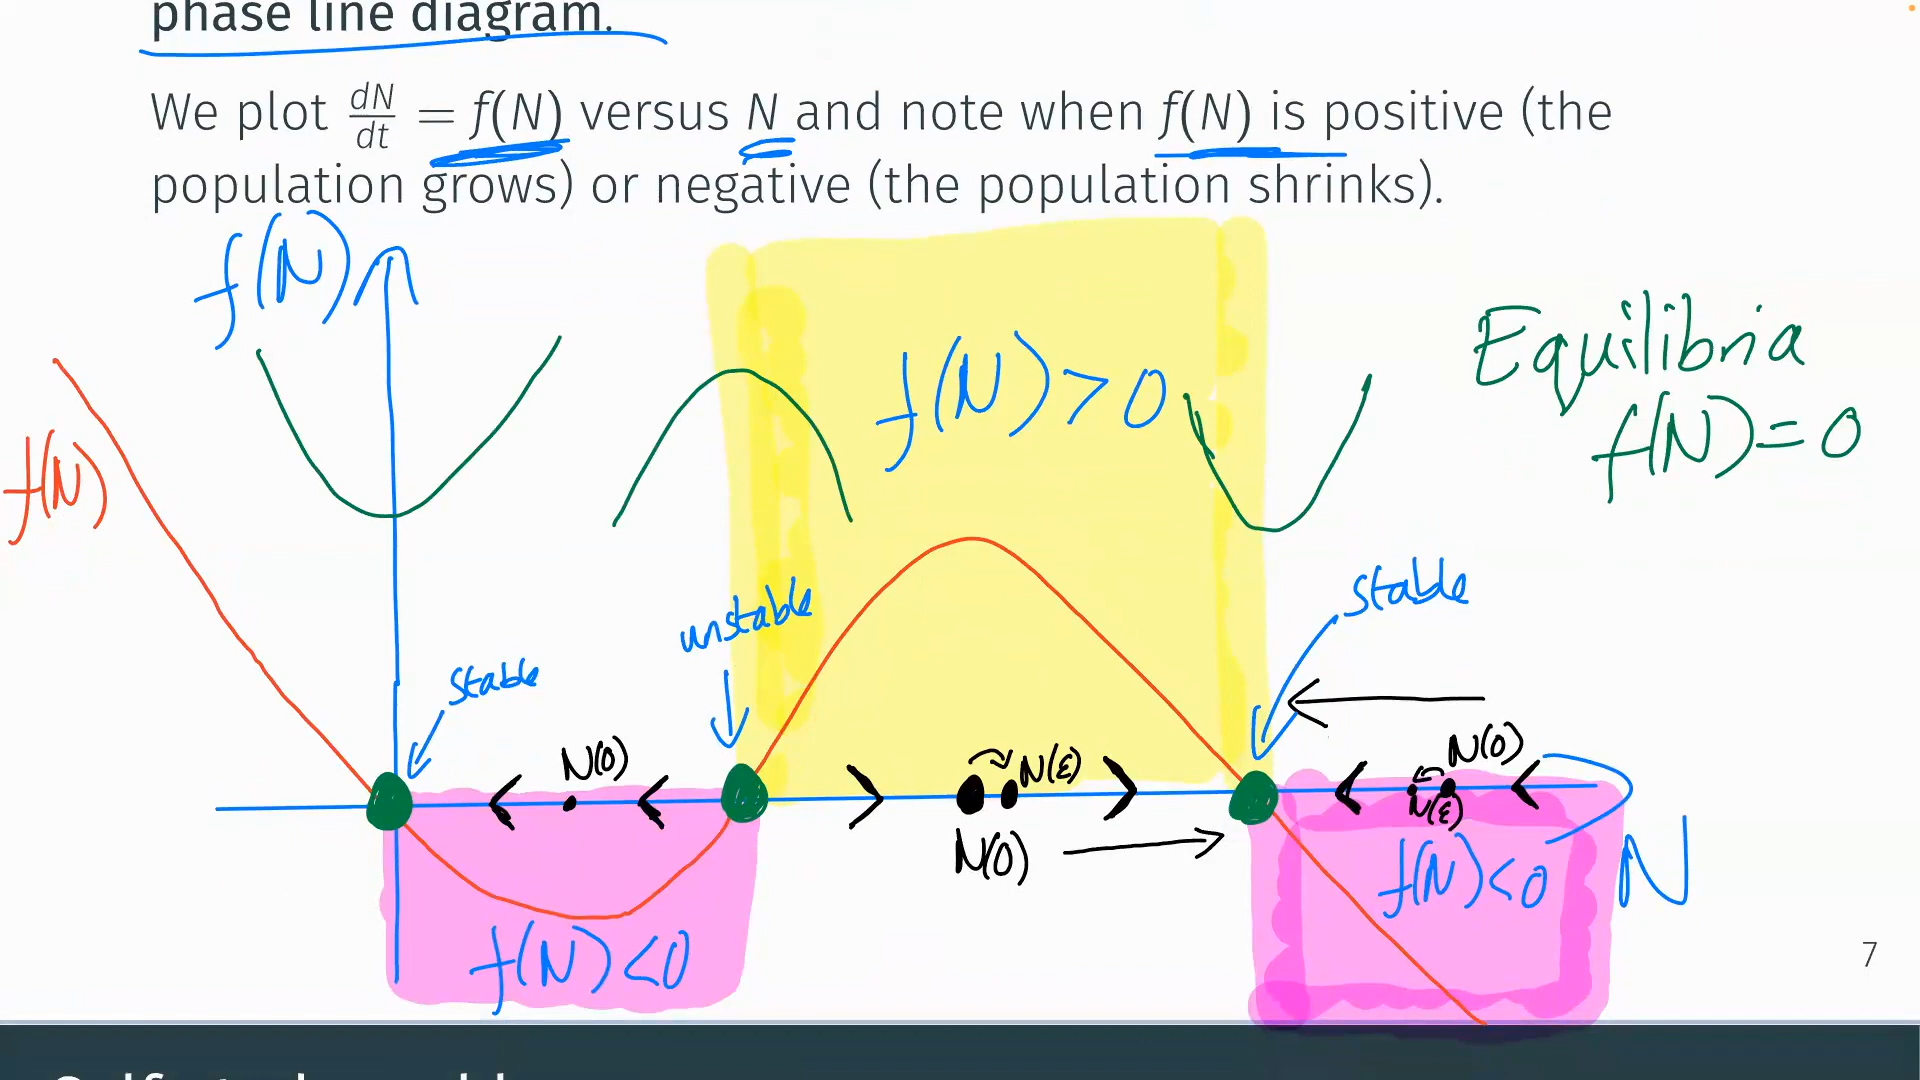 phase line diagram.
We plot dN/dt = f(N) versus N and note when f(N) is positive (the
population grows) or negative (the population shrinks).
f(N)
f(N)>0
Equilibria
f(N)=0
f(N)
unstable
stable
stable
N(0)
N(ε)
N(0)
N(ε)
N(0)
f(N)<0
N
f(N)<0
7